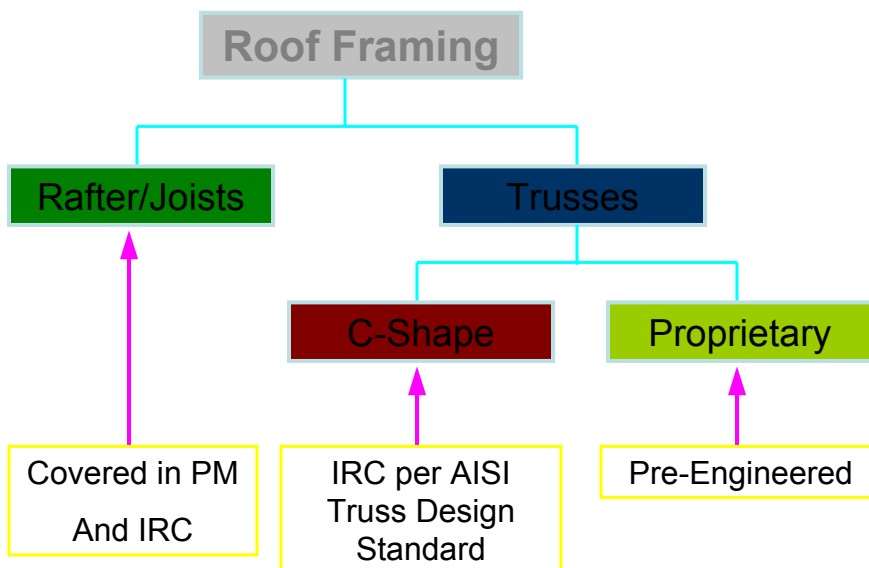 Roof Framing
Rafter/Joists
Trusses
C-Shape
Proprietary
Covered in PM
And IRC
IRC per AISI
Truss Design
Standard
Pre-Engineered